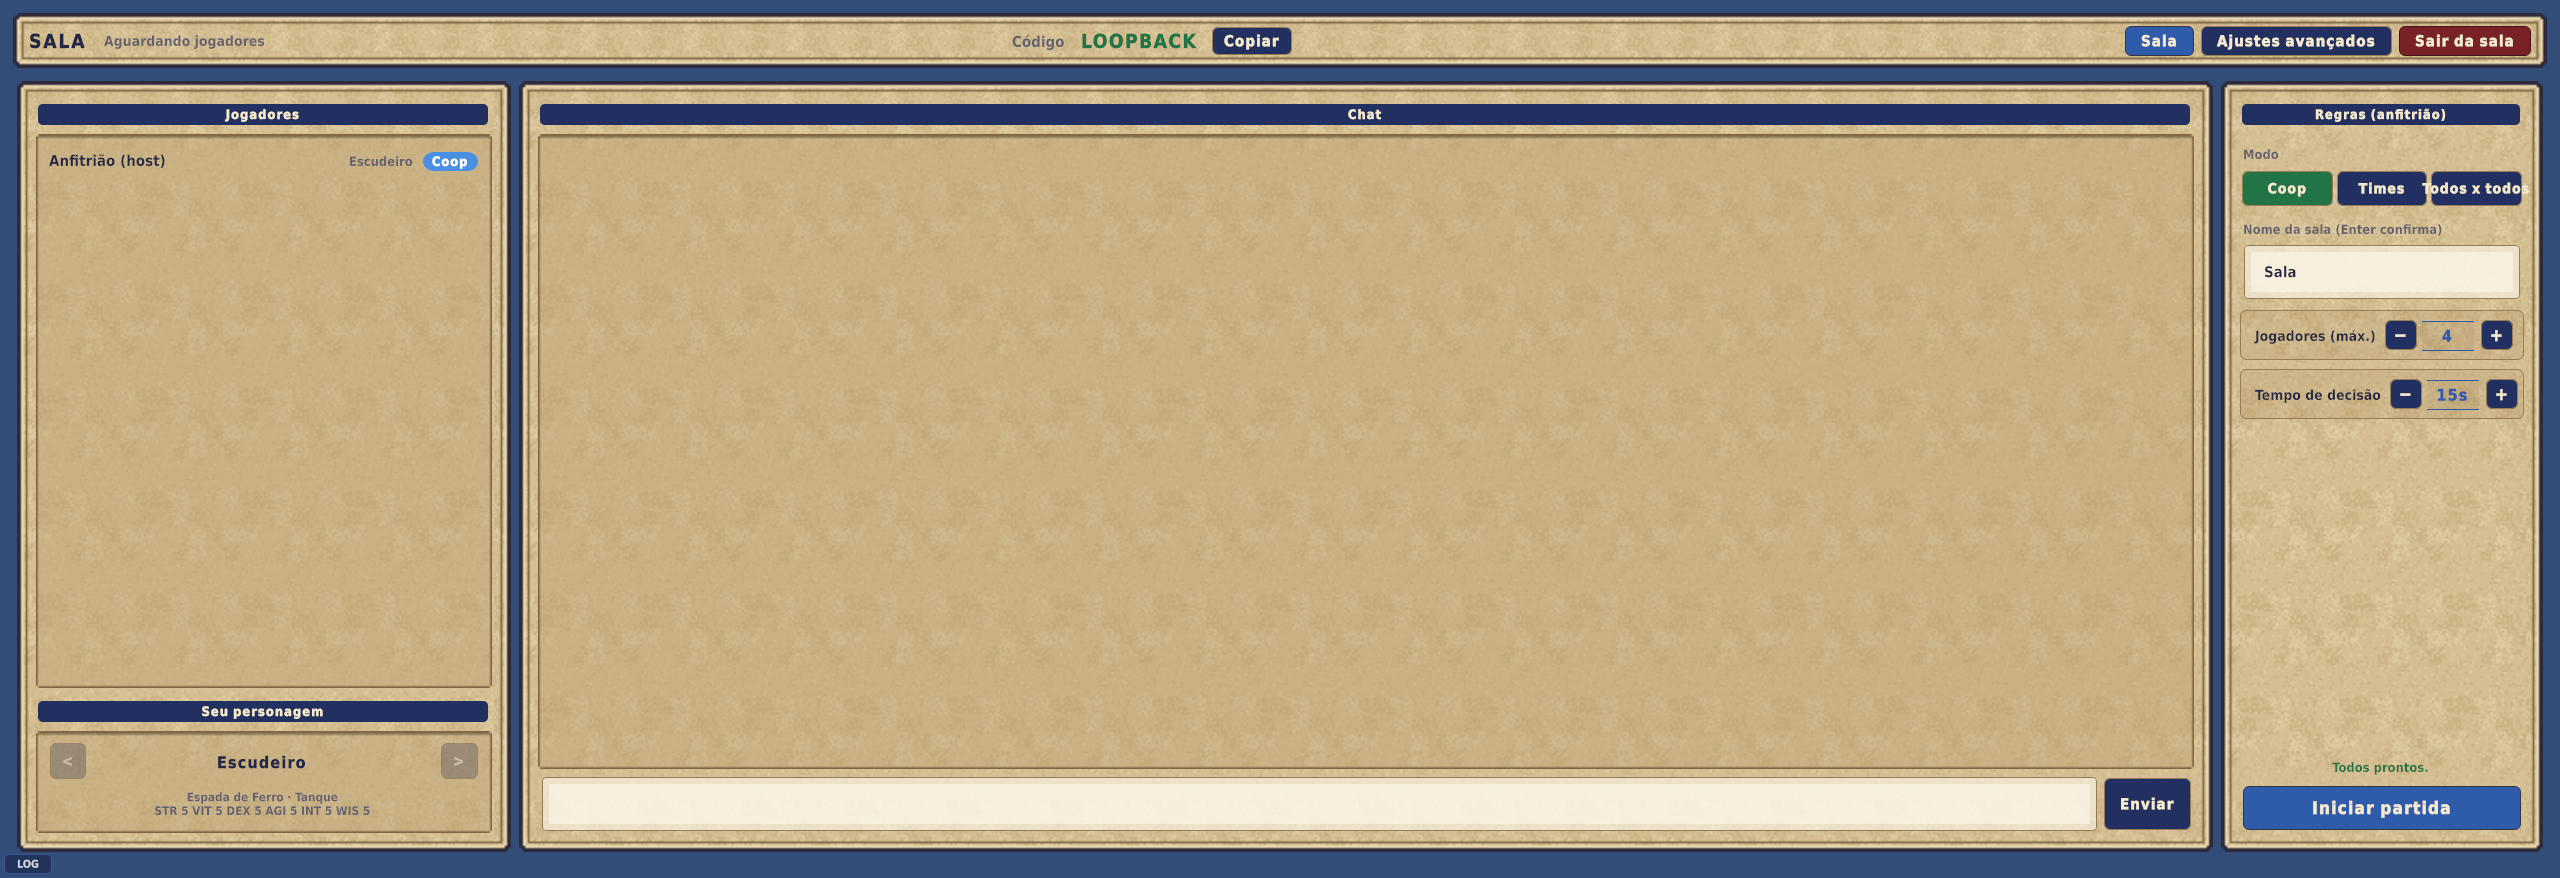 SALA Aguardando jogadores Código LOOPBACK Copiar Sala Ajustes avançados Sair da sala
Jogadores
Anfitrião (host) Escudeiro Coop
Seu personagem
< Escudeiro >
Espada de Ferro · Tanque
STR 5 VIT 5 DEX 5 AGI 5 INT 5 WIS 5
Chat
Enviar
Regras (anfitrião)
Modo
Coop Times Todos x todos
Nome da sala (Enter confirma)
Sala
Jogadores (máx.) − 4 +
Tempo de decisão − 15s +
Todos prontos.
Iniciar partida
LOG